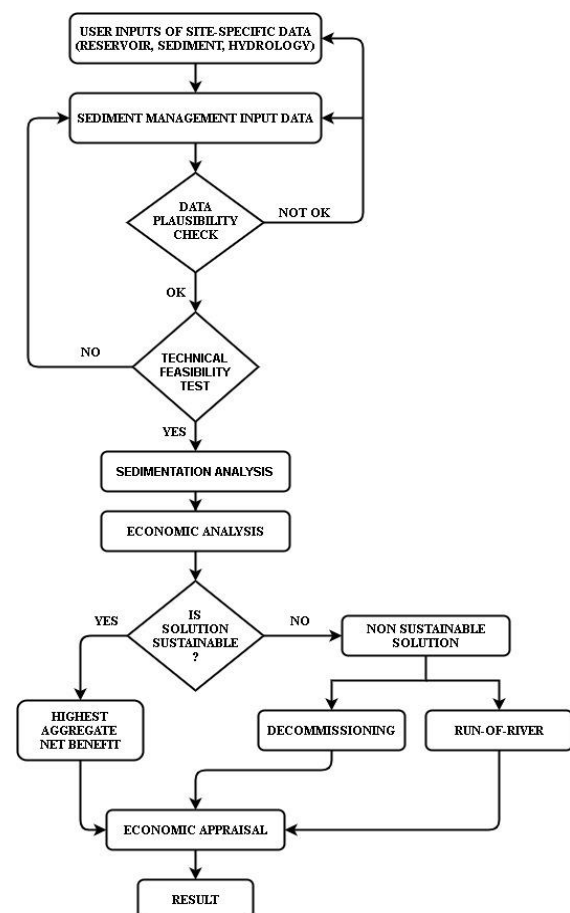 USER INPUTS OF SITE-SPECIFIC DATA
(RESERVOIR, SEDIMENT, HYDROLOGY)
SEDIMENT MANAGEMENT INPUT DATA
DATA
PLAUSIBILITY
CHECK
NOT OK
OK
NO
TECHNICAL
FEASIBILITY
TEST
YES
SEDIMENTATION ANALYSIS
ECONOMIC ANALYSIS
YES
IS
SOLUTION
SUSTAINABLE
?
NO
NON SUSTAINABLE
SOLUTION
HIGHEST
AGGREGATE
NET BENEFIT
DECOMMISSIONING
RUN-OF-RIVER
ECONOMIC APPRAISAL
RESULT